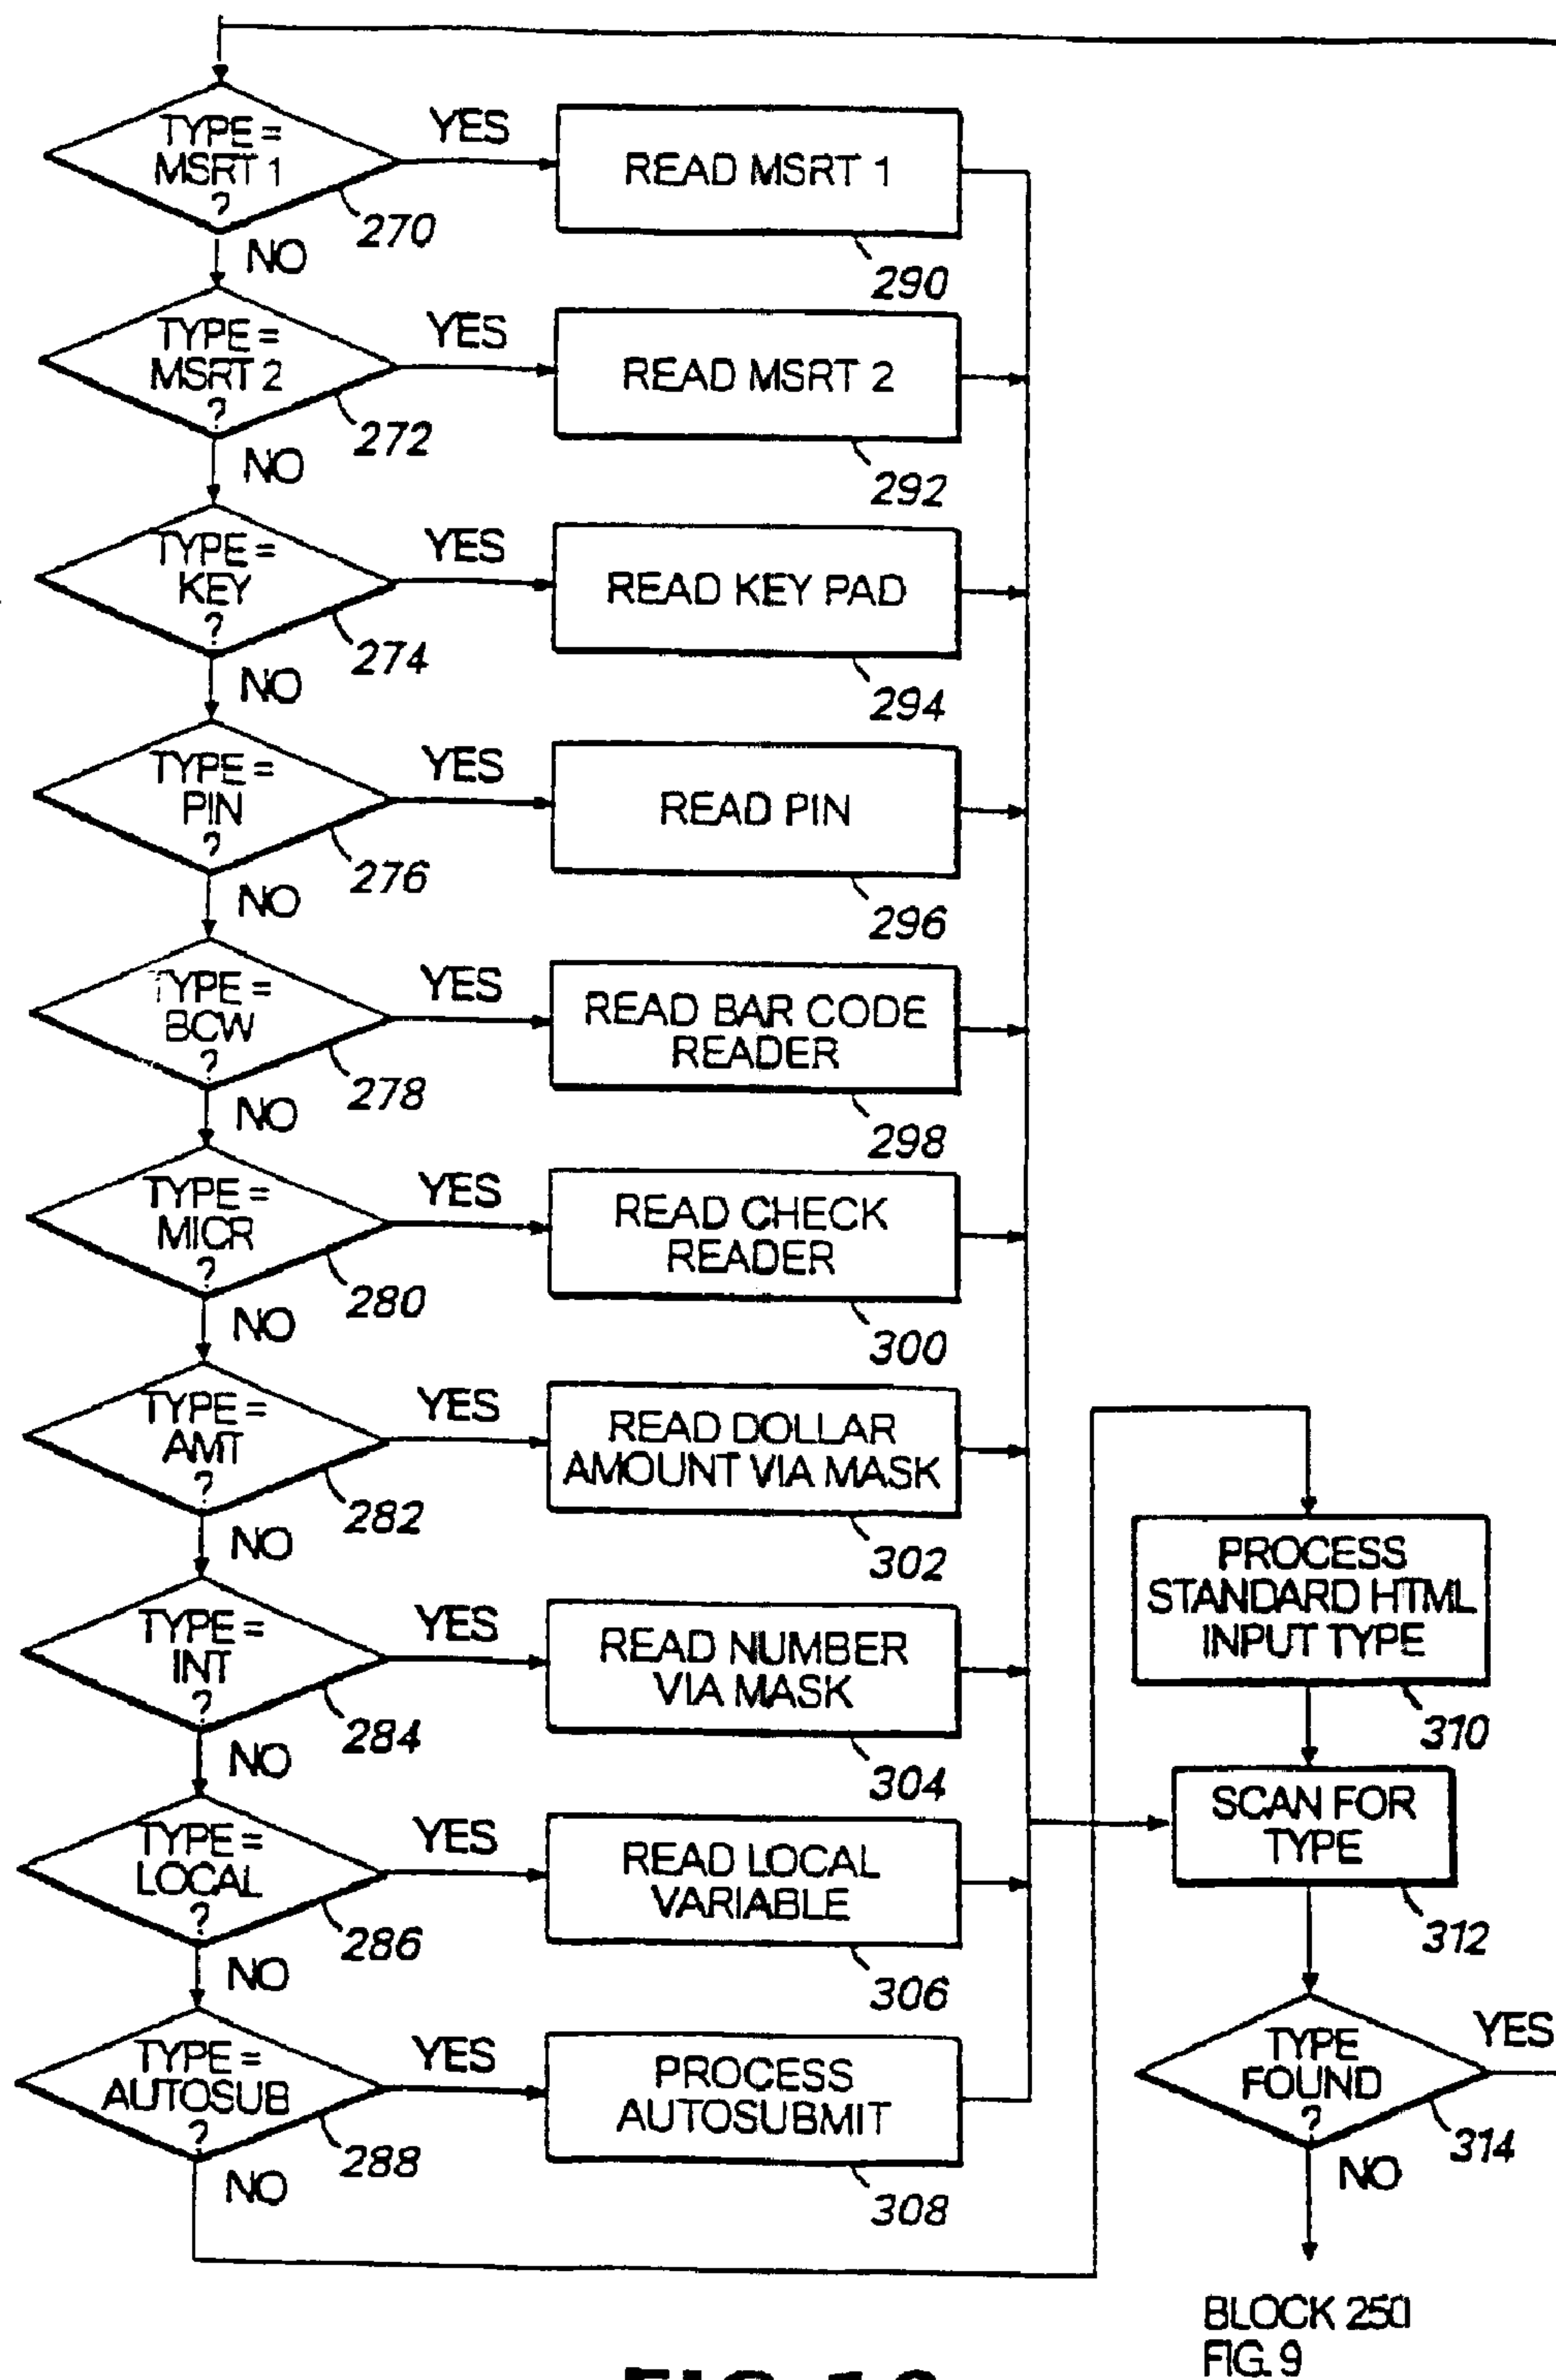 TYPE =
MSRT 1
?
YES
READ MSRT 1
270
290
NO
TYPE =
MSRT 2
?
YES
READ MSRT 2
272
292
NO
TYPE =
KEY
?
YES
READ KEY PAD
274
294
NO
TYPE =
PIN
?
YES
READ PIN
276
296
NO
TYPE =
BCW
?
YES
READ BAR CODE
READER
278
298
NO
TYPE =
MICR
?
YES
READ CHECK
READER
280
300
NO
TYPE =
AMT
?
YES
READ DOLLAR
AMOUNT VIA MASK
282
302
NO
TYPE =
INT
?
YES
READ NUMBER
VIA MASK
284
304
NO
TYPE =
LOCAL
?
YES
READ LOCAL
VARIABLE
286
306
NO
TYPE =
AUTOSUB
?
YES
PROCESS
AUTOSUBMIT
288
308
NO
PROCESS
STANDARD HTML
INPUT TYPE
310
SCAN FOR
TYPE
312
TYPE
FOUND
?
YES
314
NO
BLOCK 250
FIG. 9